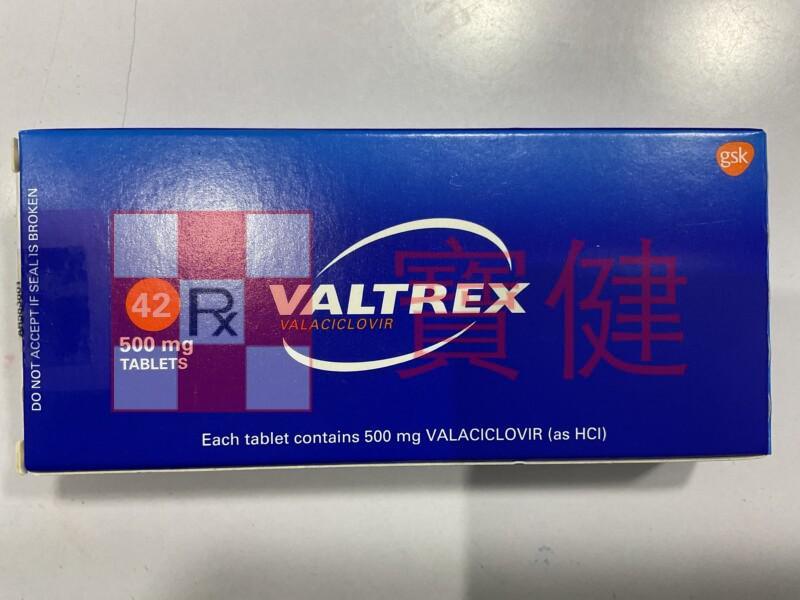 gsk
DO NOT ACCEPT IF SEAL IS BROKEN
42
Rx
VALTREX
VALACICLOVIR
寶健
500 mg
TABLETS
Each tablet contains 500 mg VALACICLOVIR (as HCl)